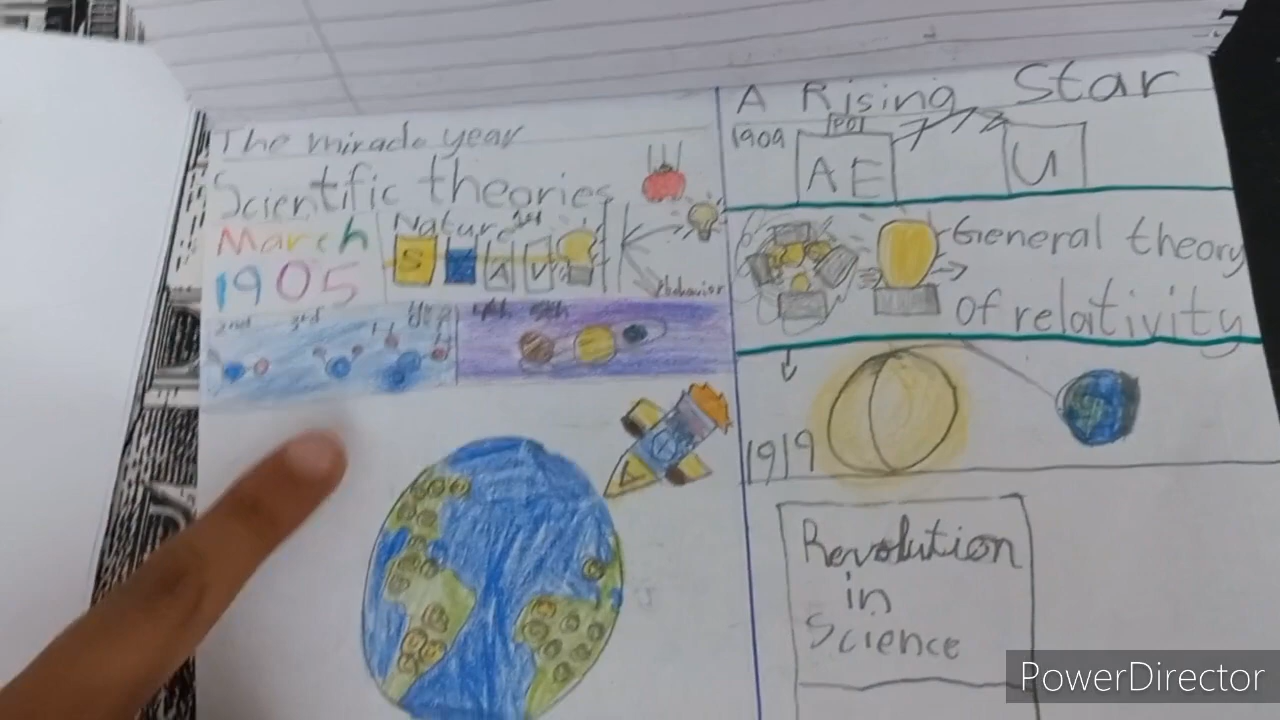 The miracle year
Scientific theories
March
1905
Nature
1st
S
A
U
Behavior
2nd
3rd
4th
5th
A Rising Star
1909
AE
U
General theory
of relativity
1919
Revolution
in
Science
PowerDirector